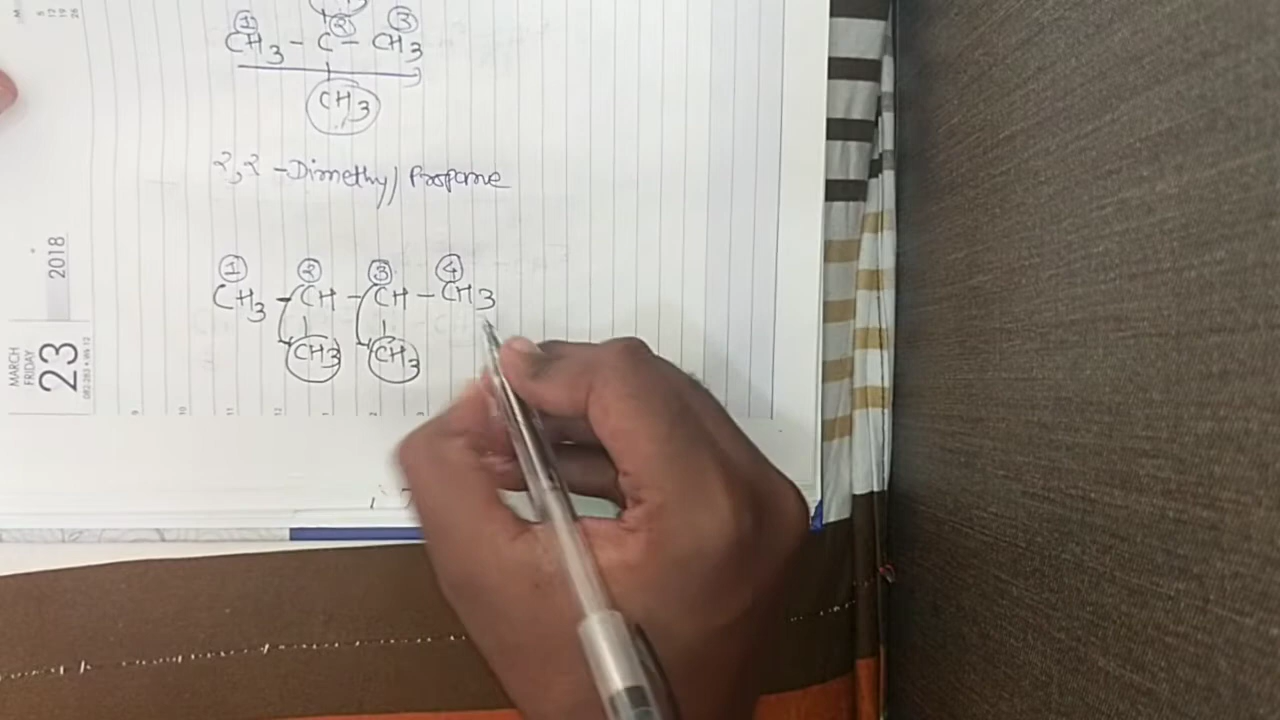 ① ② ③
CH3 - C - CH3
CH3
2,2 - Dimethyl Propane
① ② ③ ④
CH3 - CH - CH - CH3
CH3 CH3
MARCH
FRIDAY
23
2018